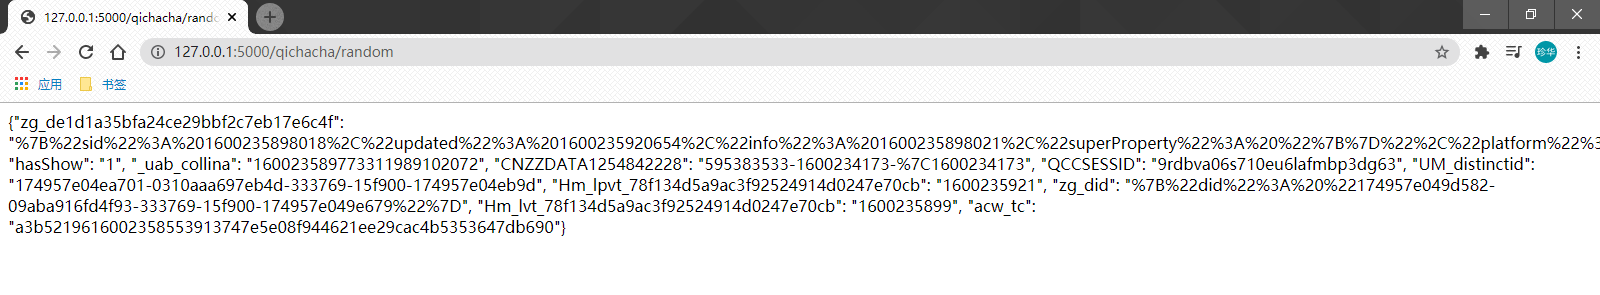 127.0.0.1:5000/qichacha/rando
127.0.0.1:5000/qichacha/random
珍华
应用 书签
{"zg_de1d1a35bfa24ce29bbf2c7eb17e6c4f":
"%7B%22sid%22%3A%201600235898018%2C%22updated%22%3A%201600235920654%2C%22info%22%3A%201600235898021%2C%22superProperty%22%3A%20%22%7B%7D%22%2C%22platform%22%3
"hasShow": "1", "_uab_collina": "160023589773311989102072", "CNZZDATA1254842228": "595383533-1600234173-%7C1600234173", "QCCSESSID": "9rdbva06s710eu6lafmbp3dg63", "UM_distinctid":
"174957e04ea701-0310aaa697eb4d-333769-15f900-174957e04eb9d", "Hm_lpvt_78f134d5a9ac3f92524914d0247e70cb": "1600235921", "zg_did": "%7B%22did%22%3A%20%22174957e049d582-
09aba916fd4f93-333769-15f900-174957e049e679%22%7D", "Hm_lvt_78f134d5a9ac3f92524914d0247e70cb": "1600235899", "acw_tc":
"a3b5219616002358553913747e5e08f944621ee29cac4b5353647db690"}